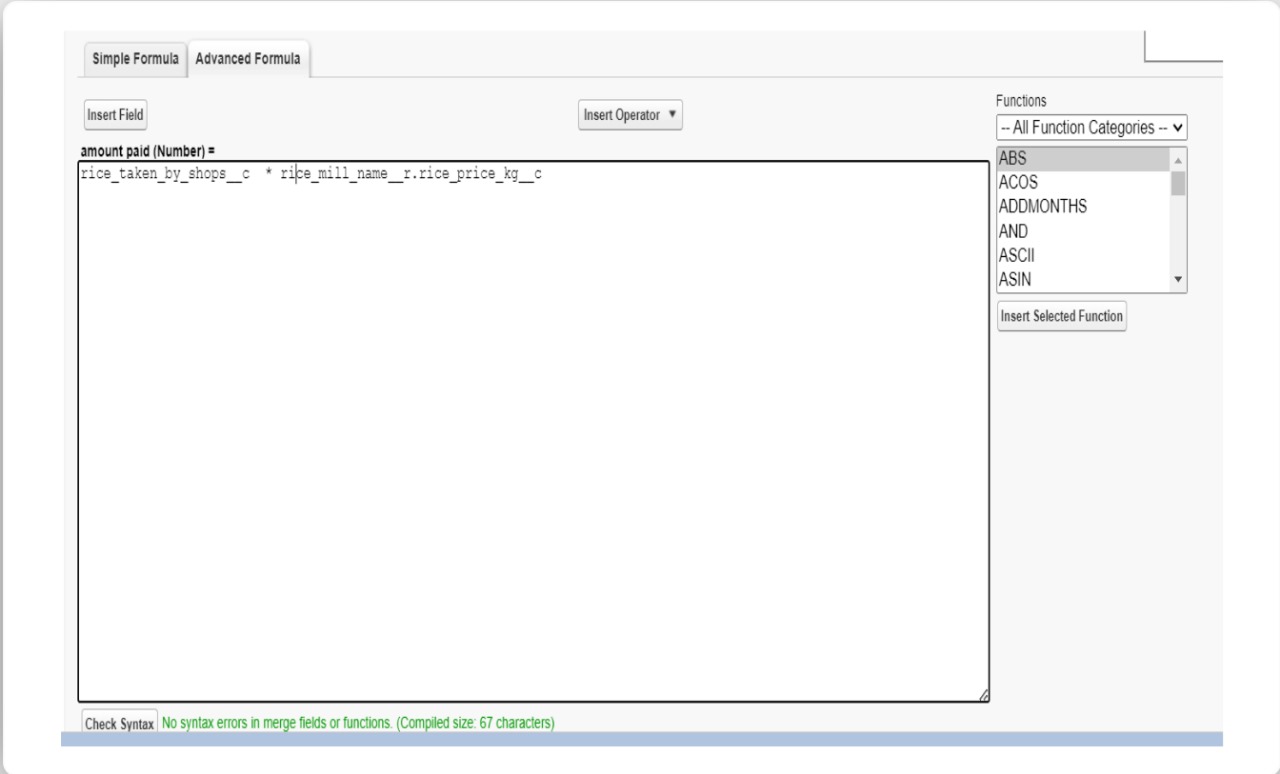 Simple Formula Advanced Formula
Insert Field Insert Operator ▼
Functions
-- All Function Categories --
amount paid (Number) =
rice_taken_by_shops__c  * rice_mill_name__r.rice_price_kg__c
ABS
ACOS
ADDMONTHS
AND
ASCII
ASIN
Insert Selected Function
Check Syntax No syntax errors in merge fields or functions. (Compiled size: 67 characters)